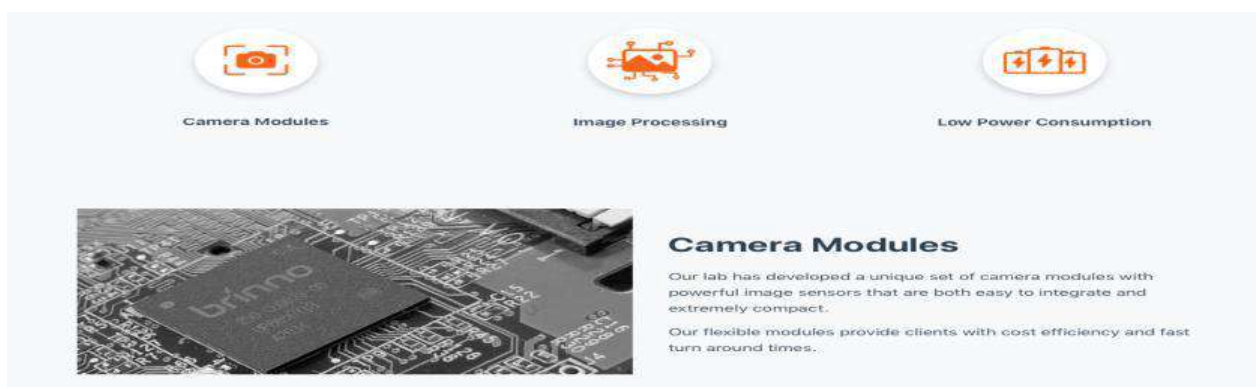 Camera Modules
Image Processing
Low Power Consumption
brinno
Camera Modules
Our lab has developed a unique set of camera modules with
powerful image sensors that are both easy to integrate and
extremely compact.
Our flexible modules provide clients with cost efficiency and fast
turn around times.